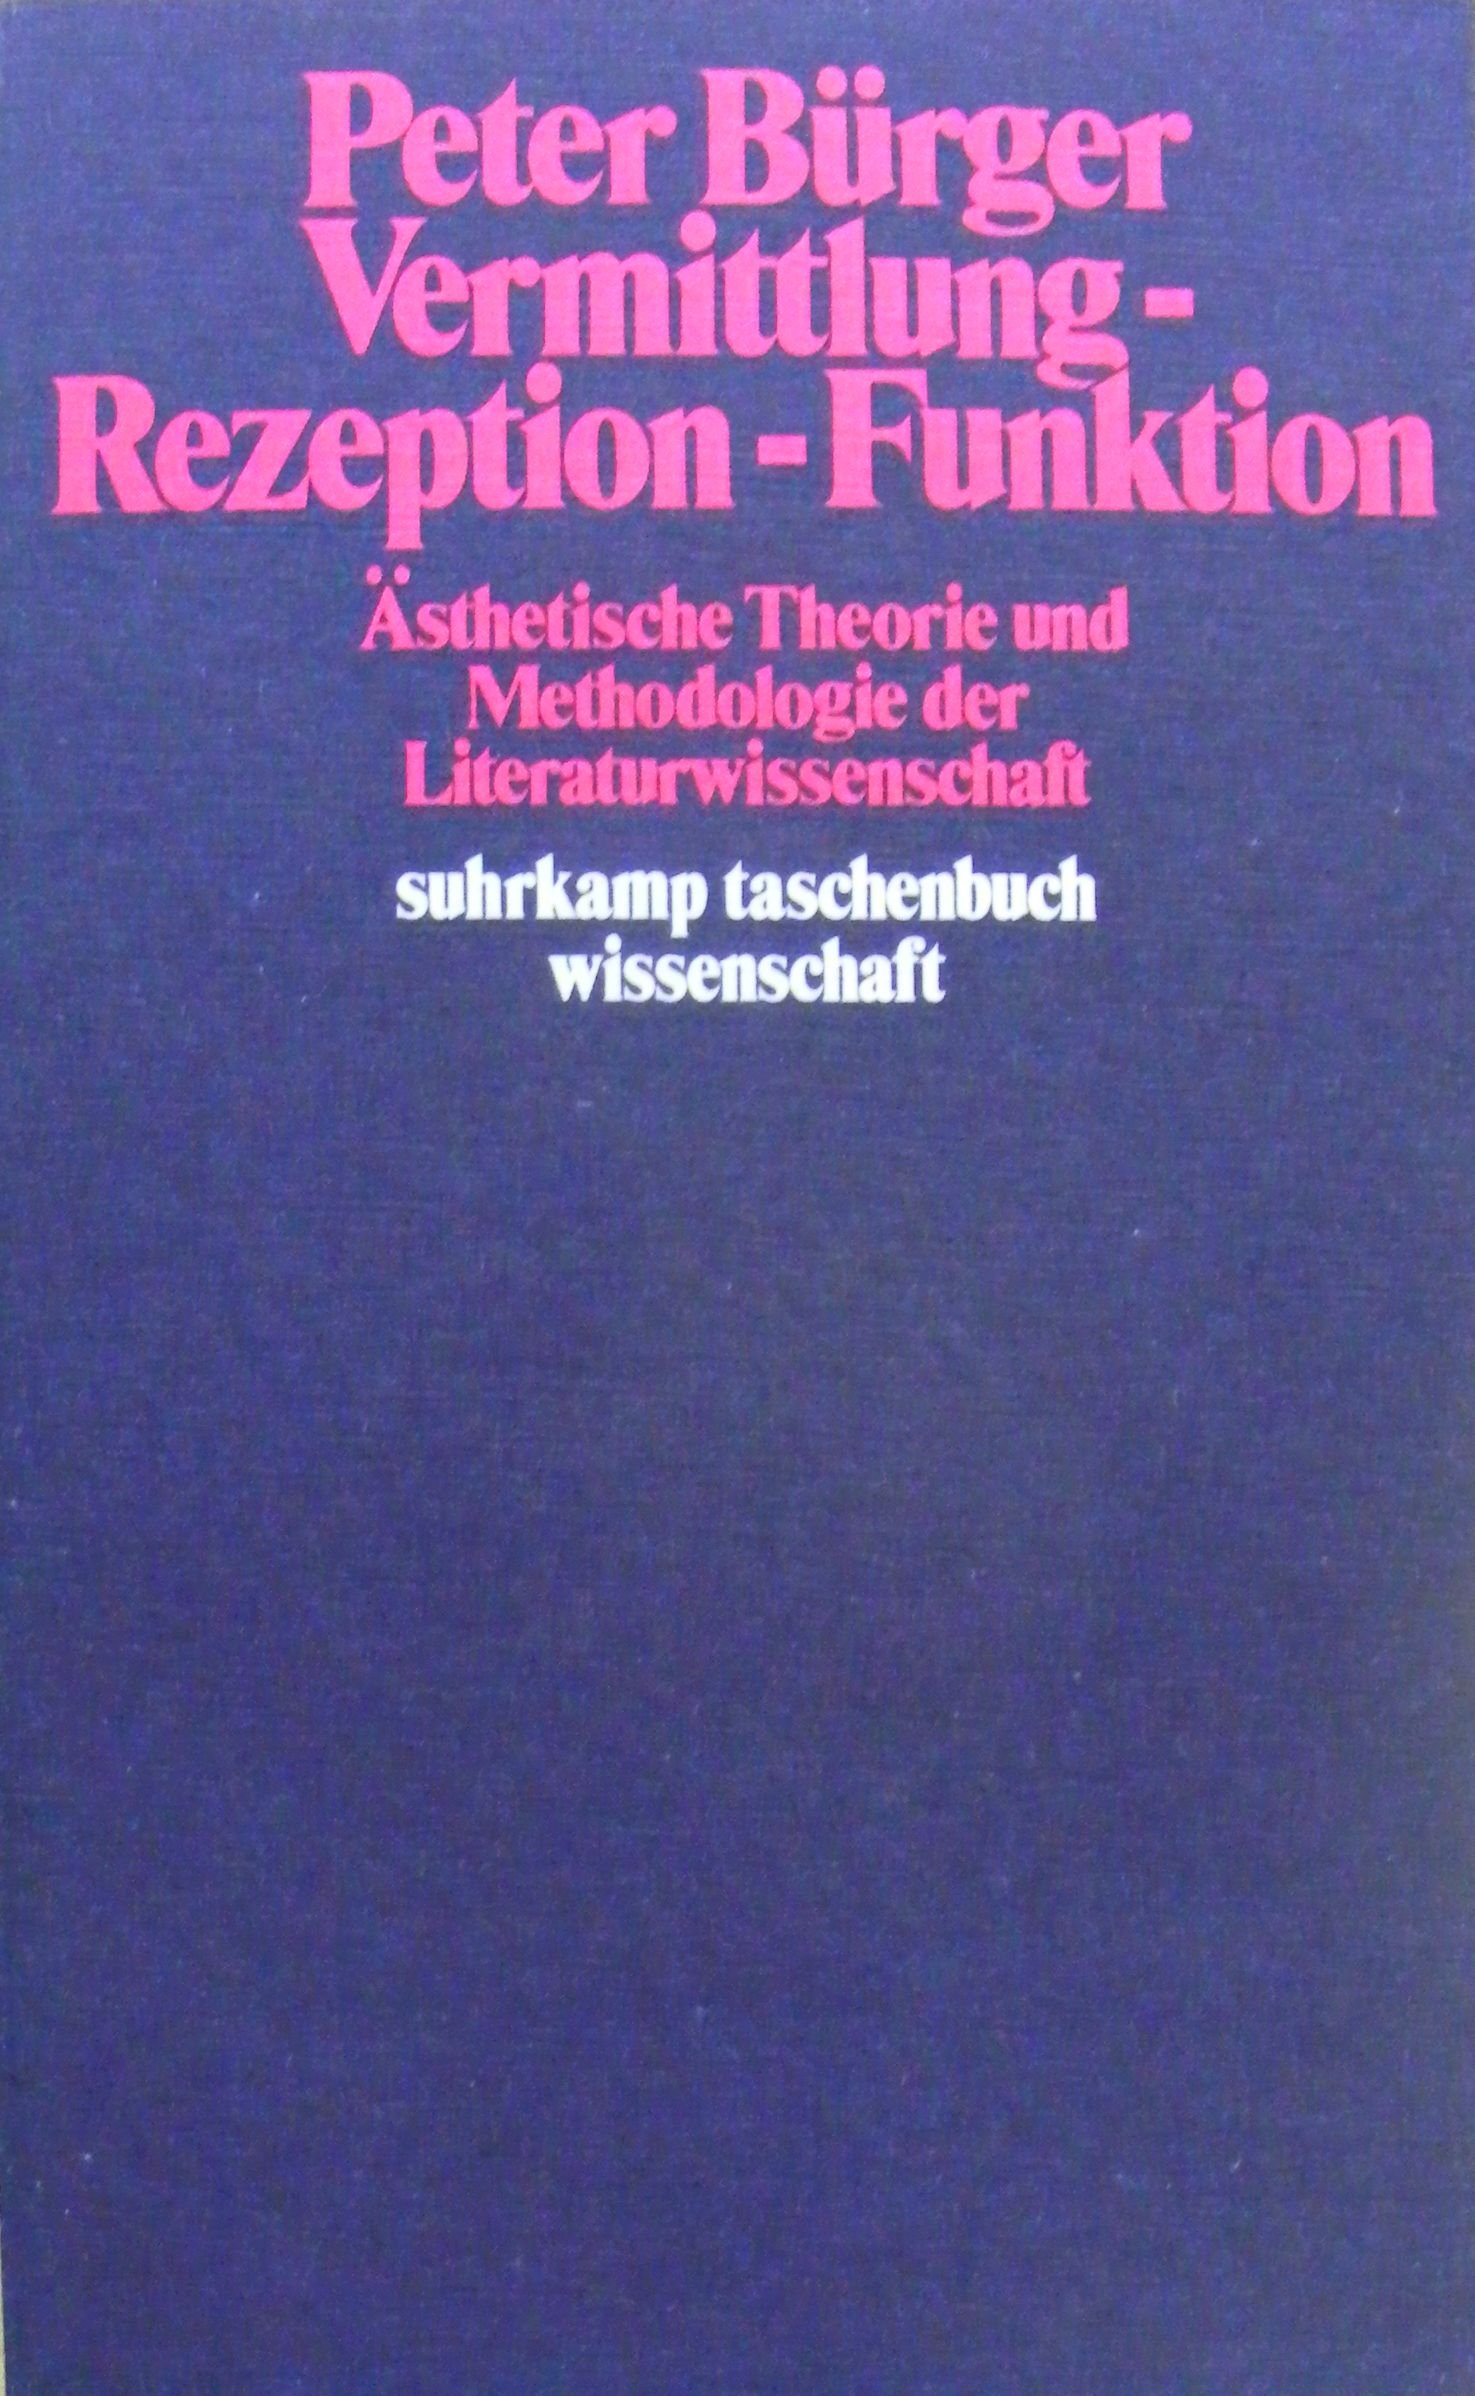 Peter Bürger
Vermittlung -
Rezeption - Funktion
Ästhetische Theorie und
Methodologie der
Literaturwissenschaft
suhrkamp taschenbuch
wissenschaft